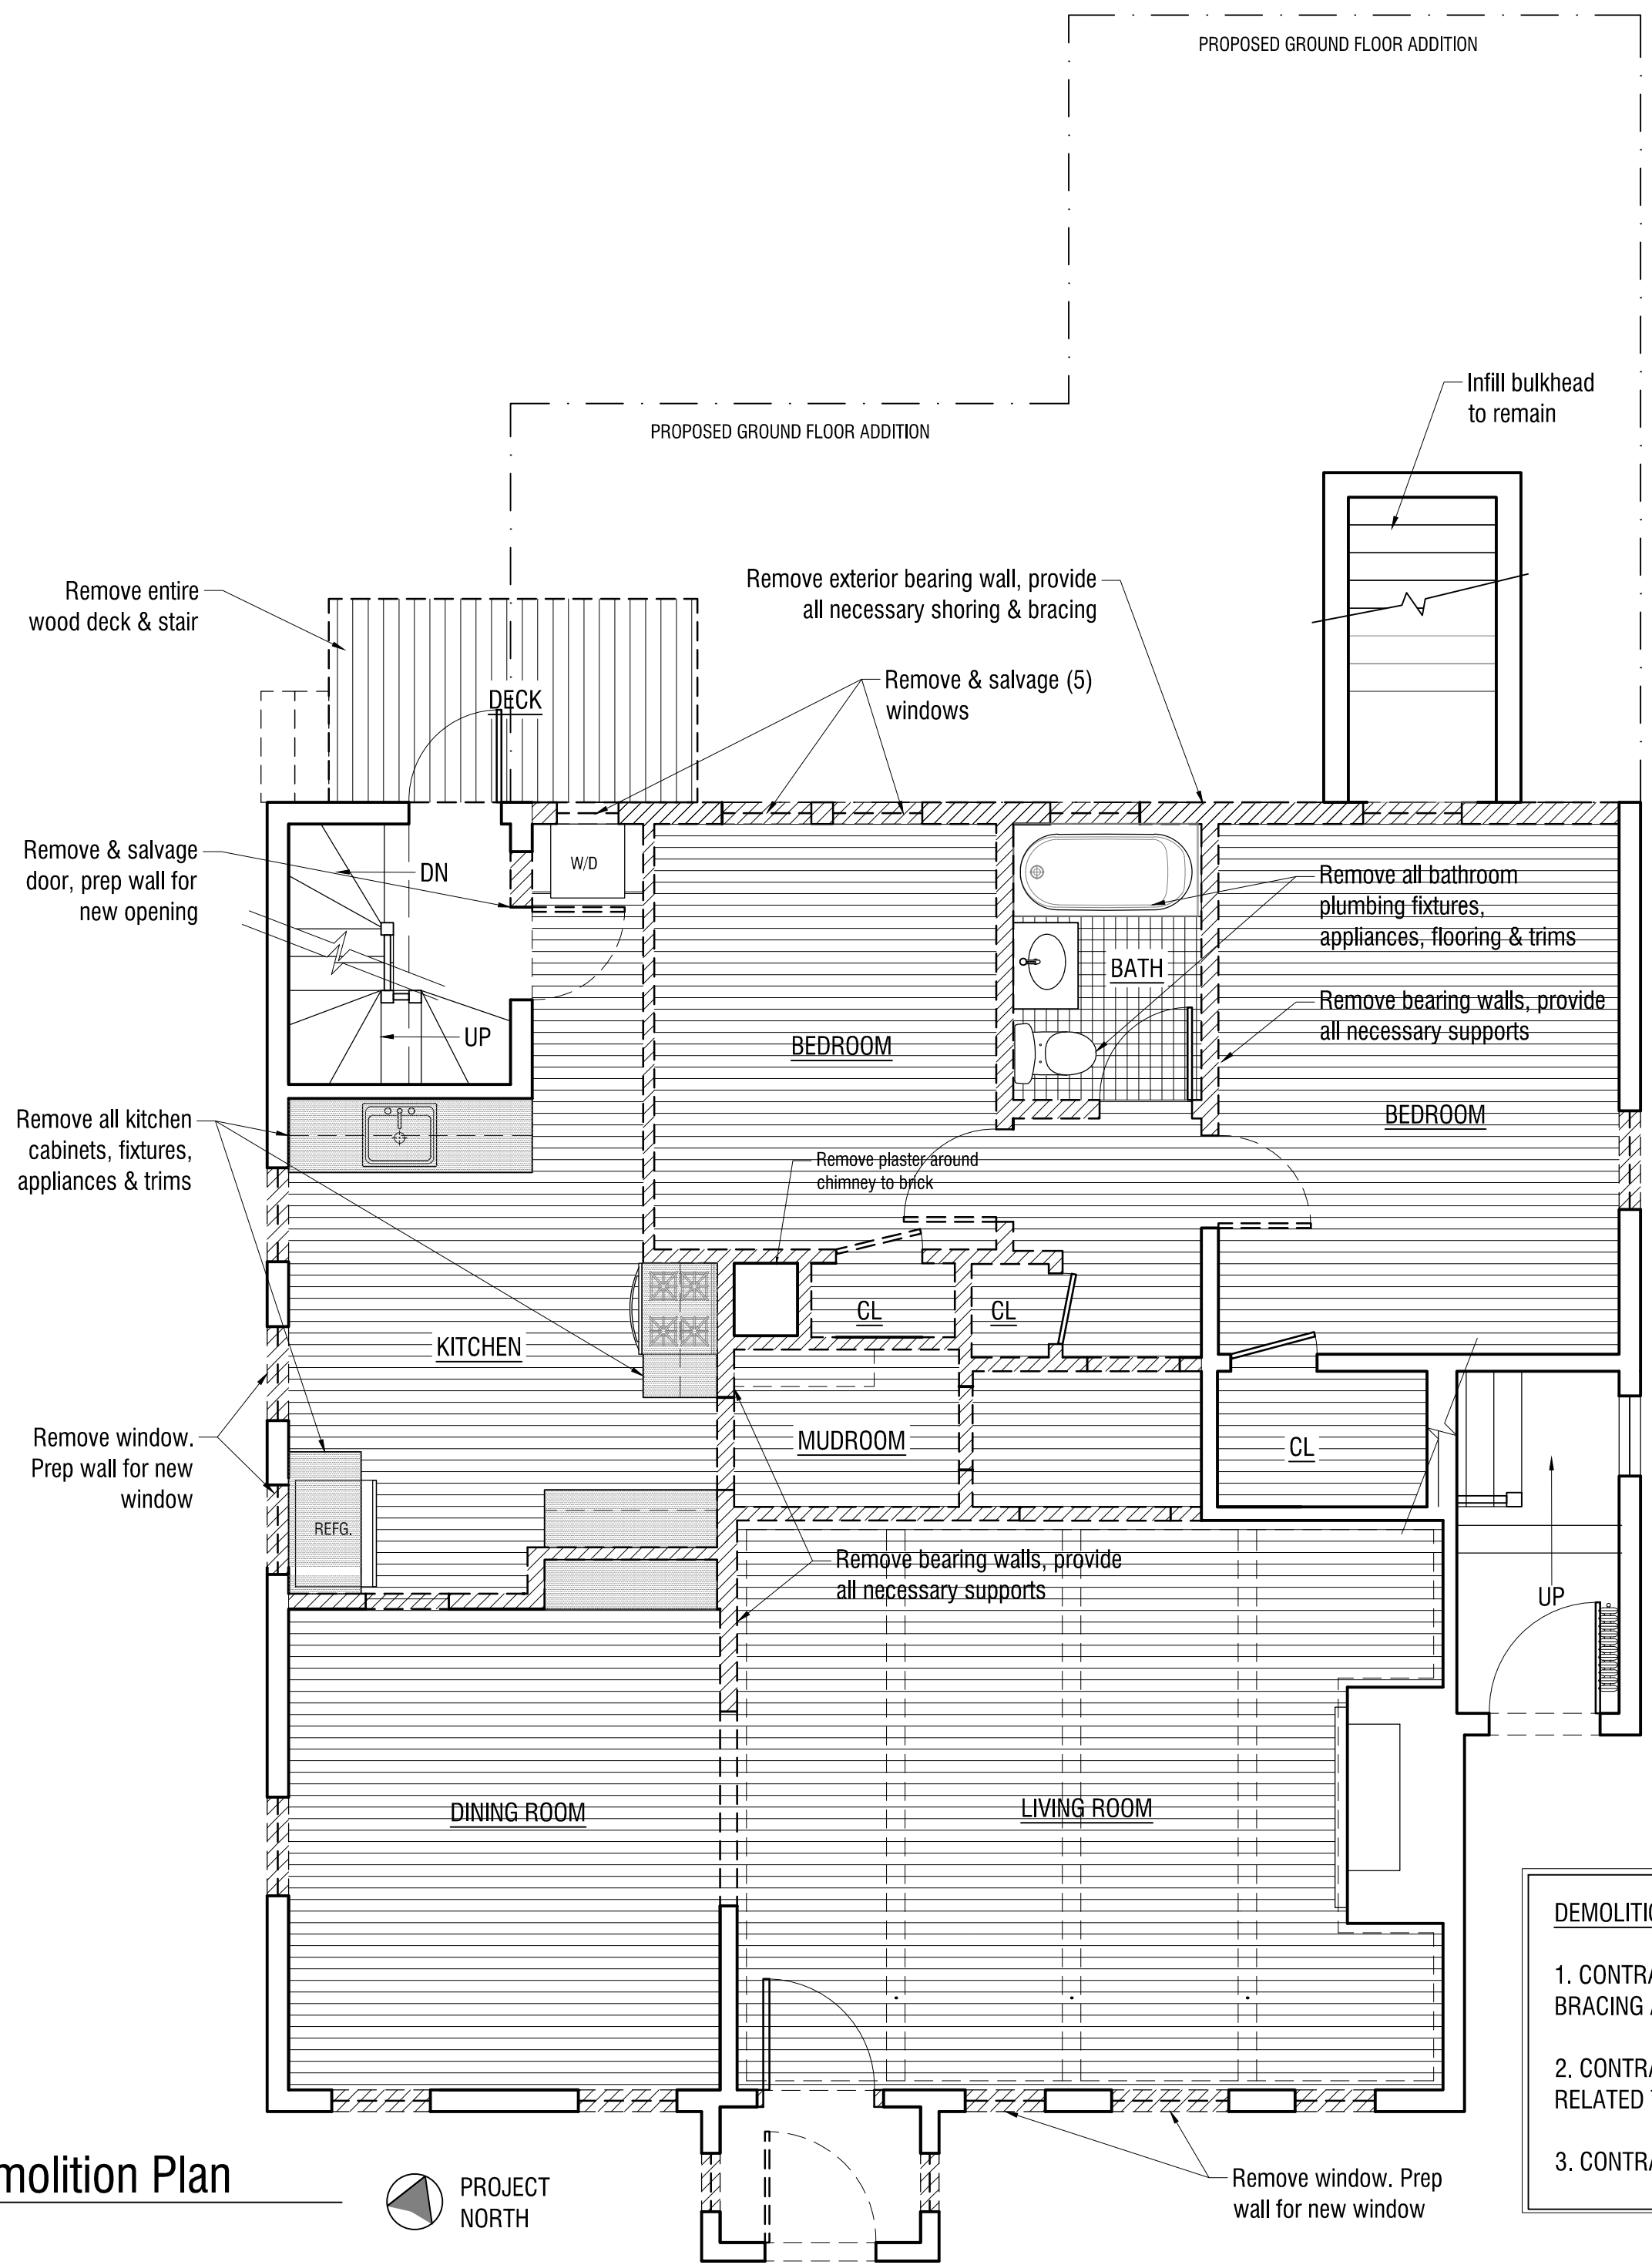 PROPOSED GROUND FLOOR ADDITION
PROPOSED GROUND FLOOR ADDITION
Infill bulkhead
to remain
Remove entire
wood deck & stair
Remove exterior bearing wall, provide
all necessary shoring & bracing
Remove & salvage (5)
windows
DECK
Remove & salvage
door, prep wall for
new opening
DN
W/D
Remove all bathroom
plumbing fixtures,
appliances, flooring & trims
BATH
Remove bearing walls, provide
all necessary supports
UP
BEDROOM
BEDROOM
Remove all kitchen
cabinets, fixtures,
appliances & trims
Remove plaster around
chimney to brick
CL
CL
KITCHEN
Remove window.
Prep wall for new
window
MUDROOM
CL
REFG.
Remove bearing walls, provide
all necessary supports
UP
DINING ROOM
LIVING ROOM
DEMOLITIO
1. CONTRA
BRACING A
2. CONTRA
RELATED T
3. CONTRA
molition Plan
PROJECT
NORTH
Remove window. Prep
wall for new window